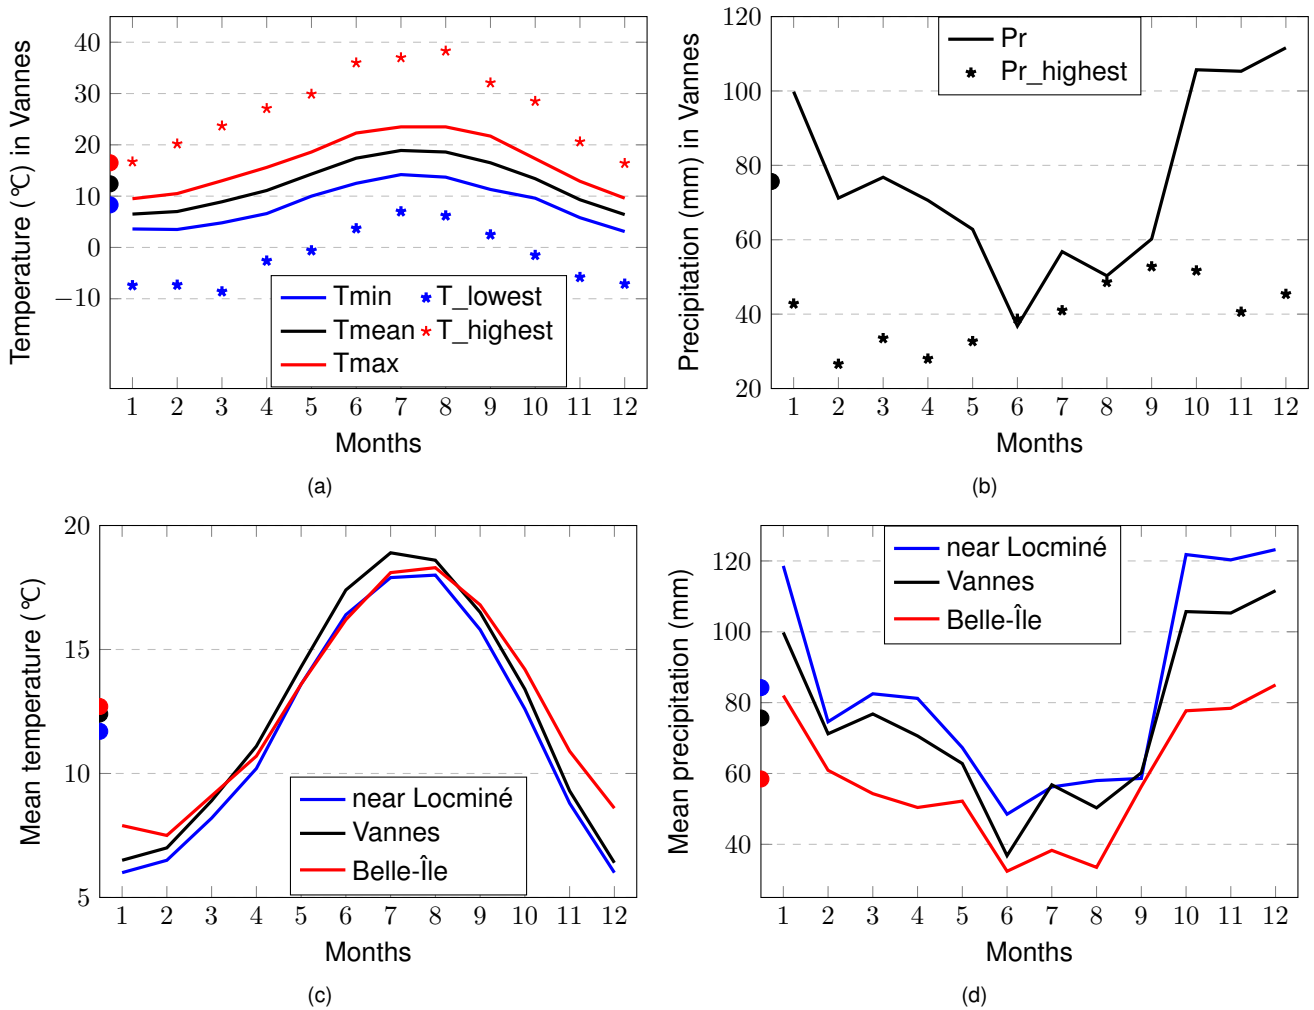 Temperature (℃) in Vannes
40
30
20
10
0
−10
Tmin
T_lowest
Tmean
T_highest
Tmax
1 2 3 4 5 6 7 8 9 10 11 12
Months
(a)
Precipitation (mm) in Vannes
120
100
80
60
40
20
Pr
Pr_highest
1 2 3 4 5 6 7 8 9 10 11 12
Months
(b)
Mean temperature (℃)
20
15
10
5
near Locminé
Vannes
Belle-Île
1 2 3 4 5 6 7 8 9 10 11 12
Months
(c)
Mean precipitation (mm)
120
100
80
60
40
near Locminé
Vannes
Belle-Île
1 2 3 4 5 6 7 8 9 10 11 12
Months
(d)